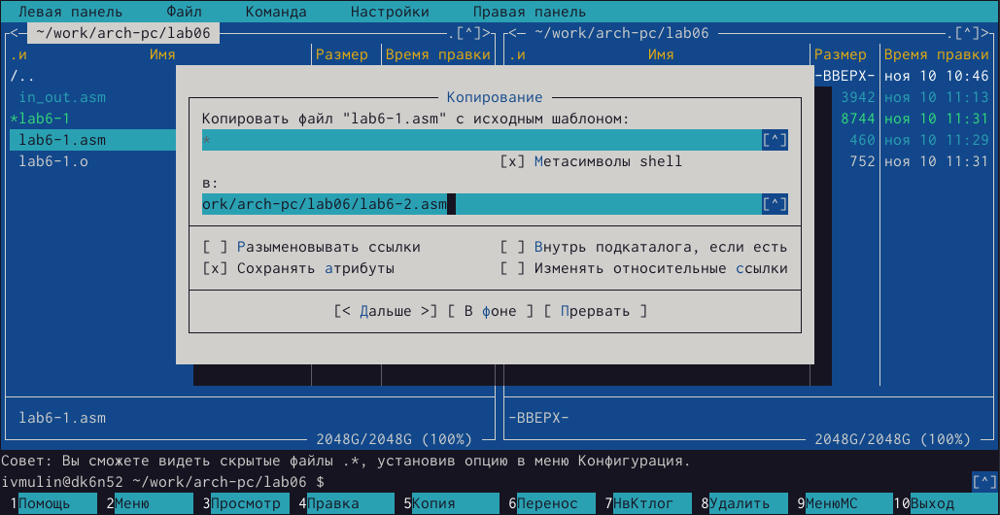 Левая панель Файл Команда Настройки Правая панель
<─ ~/work/arch-pc/lab06 .[^]> <─ ~/work/arch-pc/lab06 .[^]>
.и Имя Размер Время правки .и Имя Размер Время правки
/.. -ВВЕРХ- ноя 10 10:46
in_out.asm 3942 ноя 10 11:13
*lab6-1 8744 ноя 10 11:31
lab6-1.asm 460 ноя 10 11:29
lab6-1.o 752 ноя 10 11:31
Копирование
Копировать файл "lab6-1.asm" с исходным шаблоном:
* [^]
[x] Метасимволы shell
в:
ork/arch-pc/lab06/lab6-2.asm [^]
[ ] Разыменовывать ссылки [ ] Внутрь подкаталога, если есть
[x] Сохранять атрибуты [ ] Изменять относительные ссылки
[< Дальше >] [ В фоне ] [ Прервать ]
lab6-1.asm -ВВЕРХ-
2048G/2048G (100%) 2048G/2048G (100%)
Совет: Вы сможете видеть скрытые файлы .*, установив опцию в меню Конфигурация.
ivmulin@dk6n52 ~/work/arch-pc/lab06 $ [^]
1Помощь 2Меню 3Просмотр 4Правка 5Копия 6Перенос 7НвКтлог 8Удалить 9МенюМС 10Выход